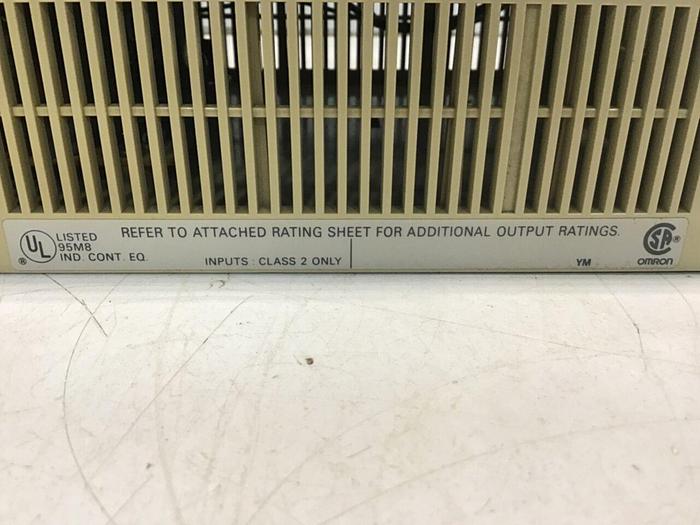 UL
®
LISTED
95M8
IND. CONT. EQ.
REFER TO ATTACHED RATING SHEET FOR ADDITIONAL OUTPUT RATINGS.
INPUTS : CLASS 2 ONLY
YM
SA ®
OMRON